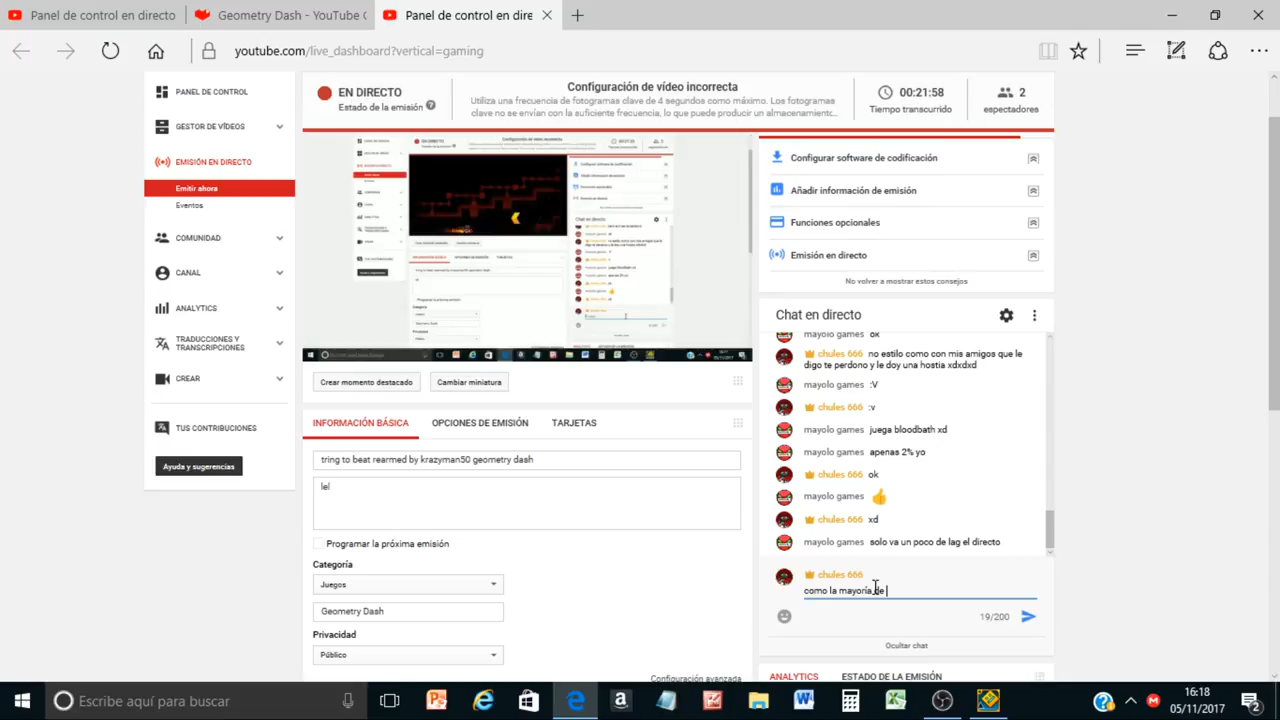 Panel de control en directo
Geometry Dash - YouTube G
Panel de control en dire
youtube.com/live_dashboard?vertical=gaming
PANEL DE CONTROL
GESTOR DE VÍDEOS
EMISIÓN EN DIRECTO
Emitir ahora
Eventos
COMUNIDAD
CANAL
ANALYTICS
TRADUCCIONES Y
TRANSCRIPCIONES
CREAR
TUS CONTRIBUCIONES
Ayuda y sugerencias
EN DIRECTO
Estado de la emisión
Configuración de vídeo incorrecta
Utiliza una frecuencia de fotogramas clave de 4 segundos como máximo. Los fotogramas
clave no se envían con la suficiente frecuencia, lo que puede producir un almacenamiento...
00:21:58
Tiempo transcurrido
2
espectadores
Crear momento destacado
Cambiar miniatura
INFORMACIÓN BÁSICA
OPCIONES DE EMISIÓN
TARJETAS
tring to beat rearmed by krazyman50 geometry dash
lel
Programar la próxima emisión
Categoría
Juegos
Geometry Dash
Privacidad
Público
Configuración avanzada
Configurar software de codificación
Añadir información de emisión
Funciones opcionales
Emisión en directo
No volver a mostrar estos consejos
Chat en directo
mayolo games ok
chules 666 no estilo como con mis amigos que le
digo te perdono y le doy una hostia xdxdxd
mayolo games :V
chules 666 :v
mayolo games juega bloodbath xd
mayolo games apenas 2% yo
chules 666 ok
mayolo games 👍
chules 666 xd
mayolo games solo va un poco de lag el directo
chules 666
como la mayoría de
19/200
Ocultar chat
ANALYTICS
ESTADO DE LA EMISIÓN
Escribe aquí para buscar
16:18
05/11/2017
2